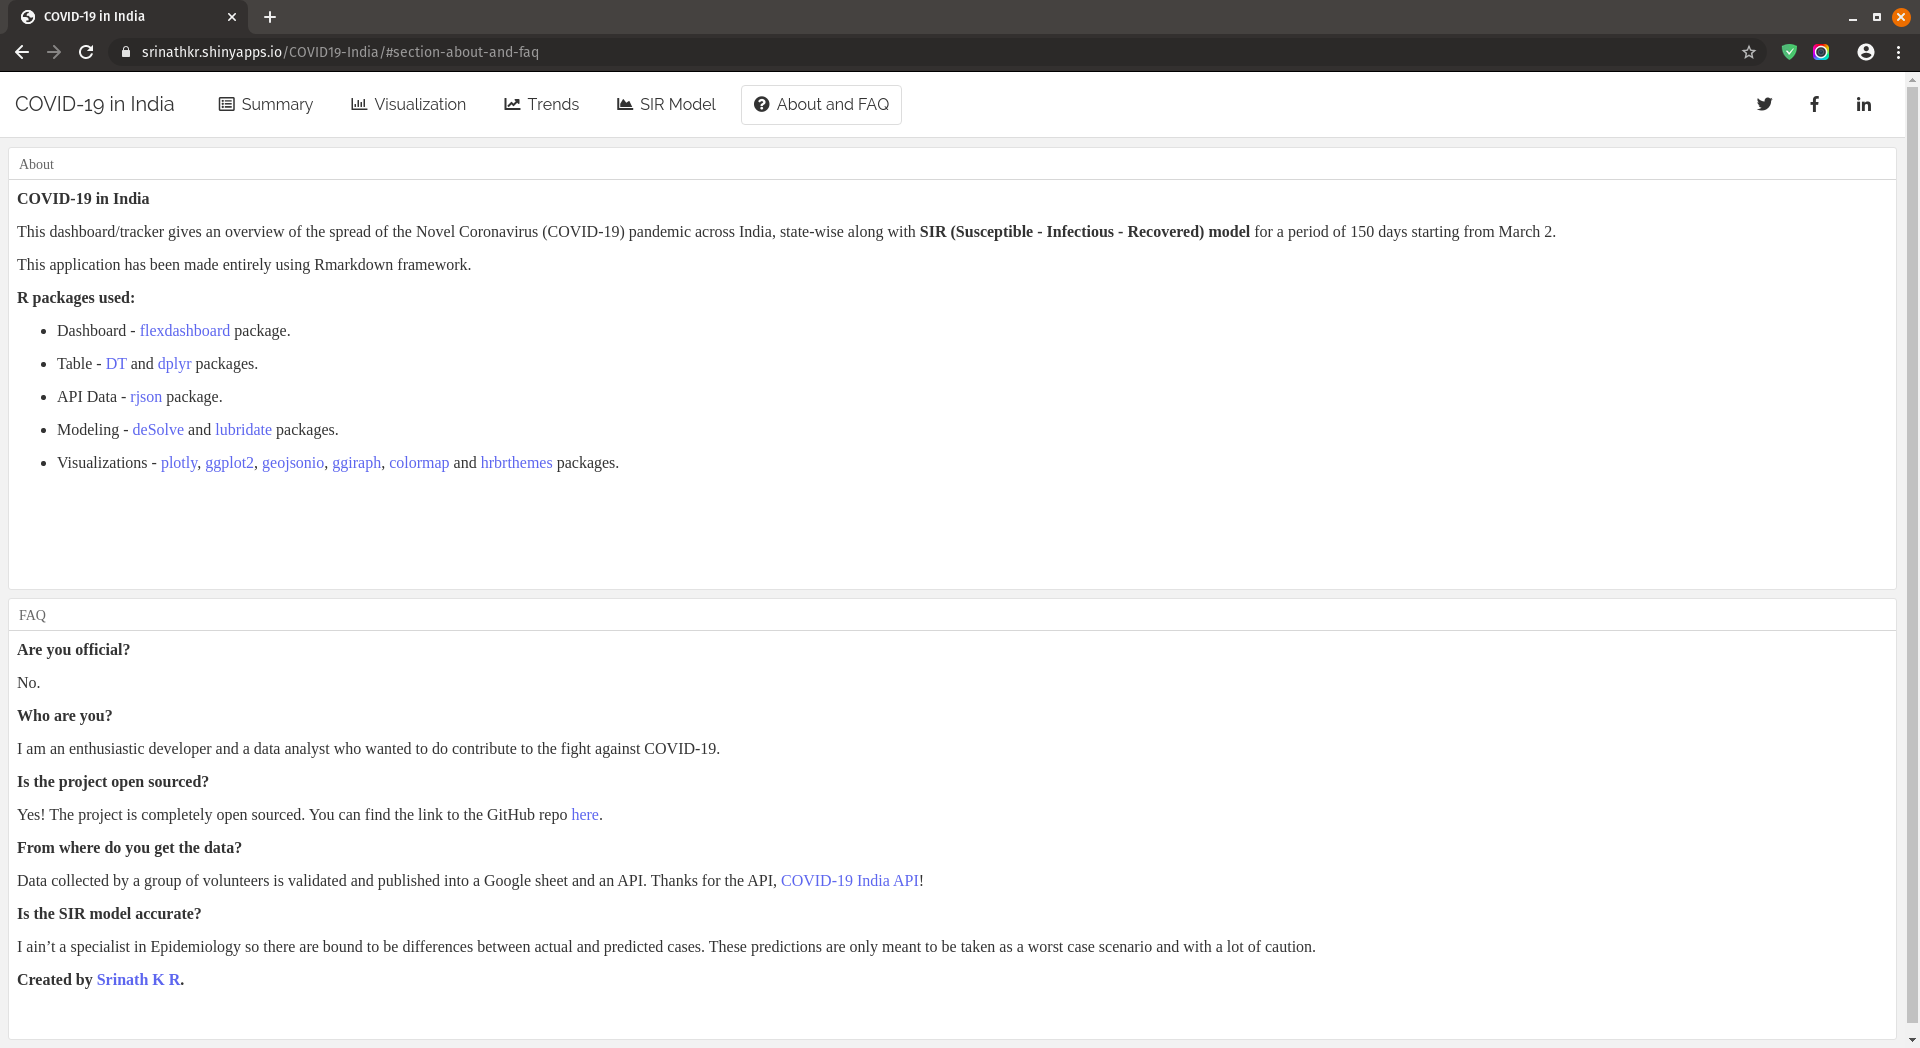 COVID-19 in India
srinathkr.shinyapps.io/COVID19-India/#section-about-and-faq
COVID-19 in India Summary Visualization Trends SIR Model About and FAQ
About
COVID-19 in India
This dashboard/tracker gives an overview of the spread of the Novel Coronavirus (COVID-19) pandemic across India, state-wise along with SIR (Susceptible - Infectious - Recovered) model for a period of 150 days starting from March 2.
This application has been made entirely using Rmarkdown framework.
R packages used:
• Dashboard - flexdashboard package.
• Table - DT and dplyr packages.
• API Data - rjson package.
• Modeling - deSolve and lubridate packages.
• Visualizations - plotly, ggplot2, geojsonio, ggiraph, colormap and hrbrthemes packages.
FAQ
Are you official?
No.
Who are you?
I am an enthusiastic developer and a data analyst who wanted to do contribute to the fight against COVID-19.
Is the project open sourced?
Yes! The project is completely open sourced. You can find the link to the GitHub repo here.
From where do you get the data?
Data collected by a group of volunteers is validated and published into a Google sheet and an API. Thanks for the API, COVID-19 India API!
Is the SIR model accurate?
I ain’t a specialist in Epidemiology so there are bound to be differences between actual and predicted cases. These predictions are only meant to be taken as a worst case scenario and with a lot of caution.
Created by Srinath K R.